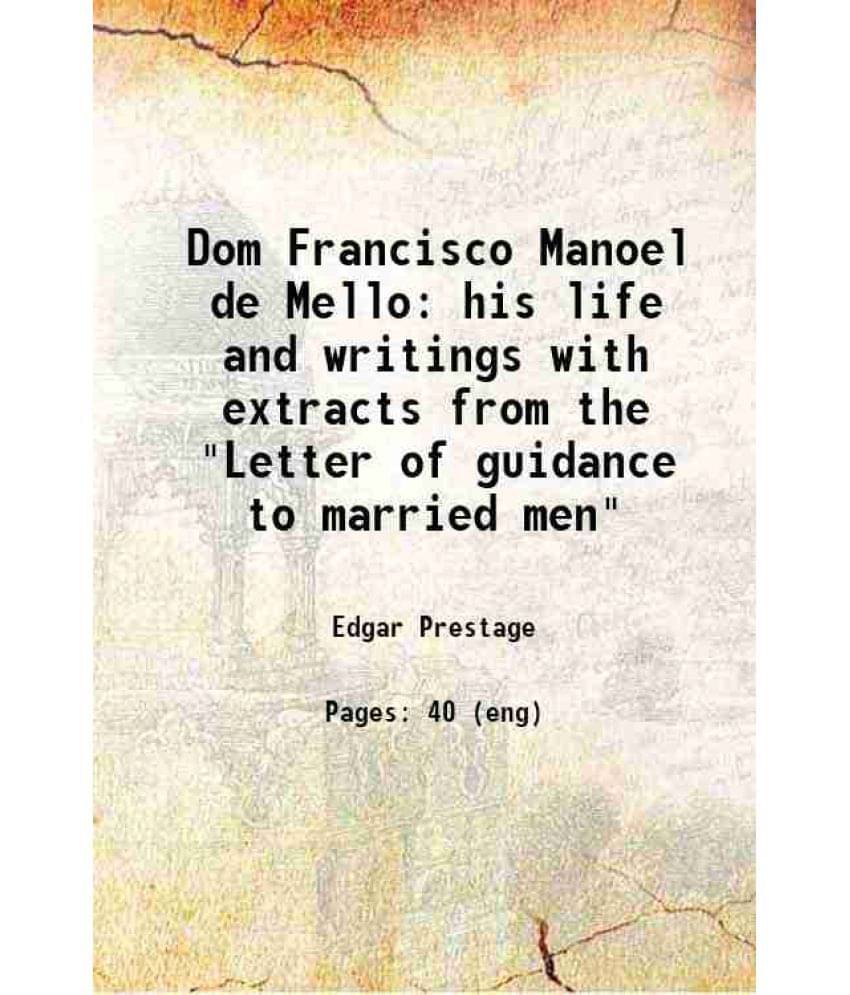 Dom Francisco Manoel
de Mello: his life
and writings with
extracts from the
"Letter of guidance
to married men"
Edgar Prestage
Pages: 40 (eng)